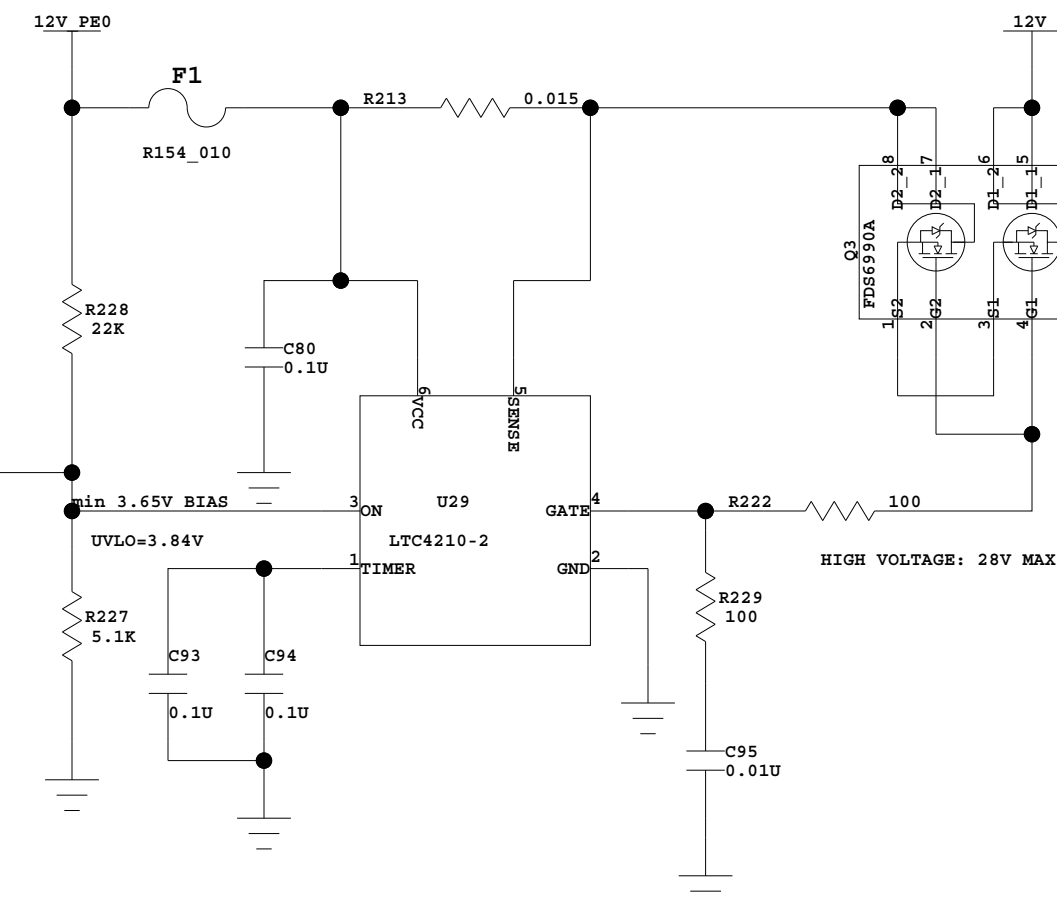 12V PE0
12V
F1
R213
0.015
R154_010
8
7
6
5
D2_2
D2_1
D1_2
D1_1
Q3
FDS6990A
S2
G2
S1
G1
1
2
3
4
R228
22K
C80
0.1U
6
VCC
5
SENSE
min 3.65V BIAS
3
ON
U29
GATE
4
R222
100
UVLO=3.84V
LTC4210-2
1
TIMER
GND
2
HIGH VOLTAGE: 28V MAX
R229
100
R227
5.1K
C93
C94
0.1U
0.1U
C95
0.01U